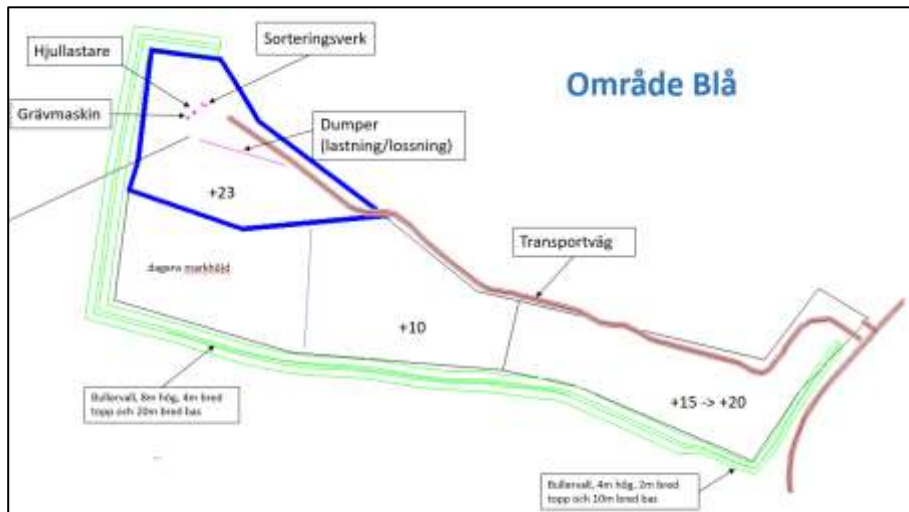 Sorteringsverk
Hjullastare
Område Blå
Grävmaskin
Dumper
(lastning/lossning)
+23
Transportväg
dagens markhöjd
+10
Bullervall, 8m hög, 4m bred
topp och 20m bred bas
+15 -> +20
Bullervall, 4m hög, 2m bred
topp och 10m bred bas